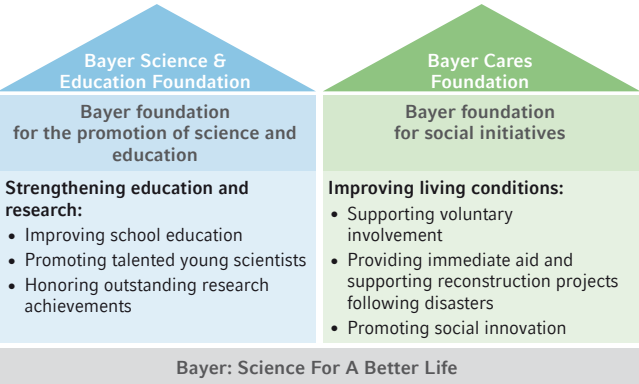 Bayer Science &
Education Foundation
Bayer foundation
for the promotion of science and
education
Strengthening education and
research:
• Improving school education
• Promoting talented young scientists
• Honoring outstanding research
achievements
Bayer Cares
Foundation
Bayer foundation
for social initiatives
Improving living conditions:
• Supporting voluntary
involvement
• Providing immediate aid and
supporting reconstruction projects
following disasters
• Promoting social innovation
Bayer: Science For A Better Life